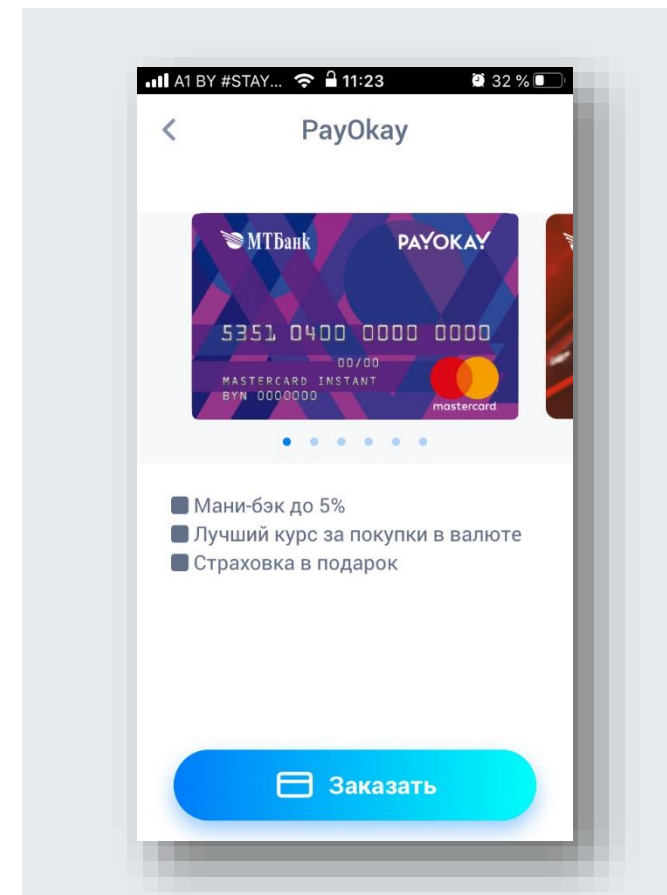 A1 BY #STAY... 11:23 32 %
PayOkay
МТБанк PAYOKAY
5351 0400 0000 0000
00/00
MASTERCARD INSTANT
BYN 0000000
mastercard
Мани-бэк до 5%
Лучший курс за покупки в валюте
Страховка в подарок
Заказать